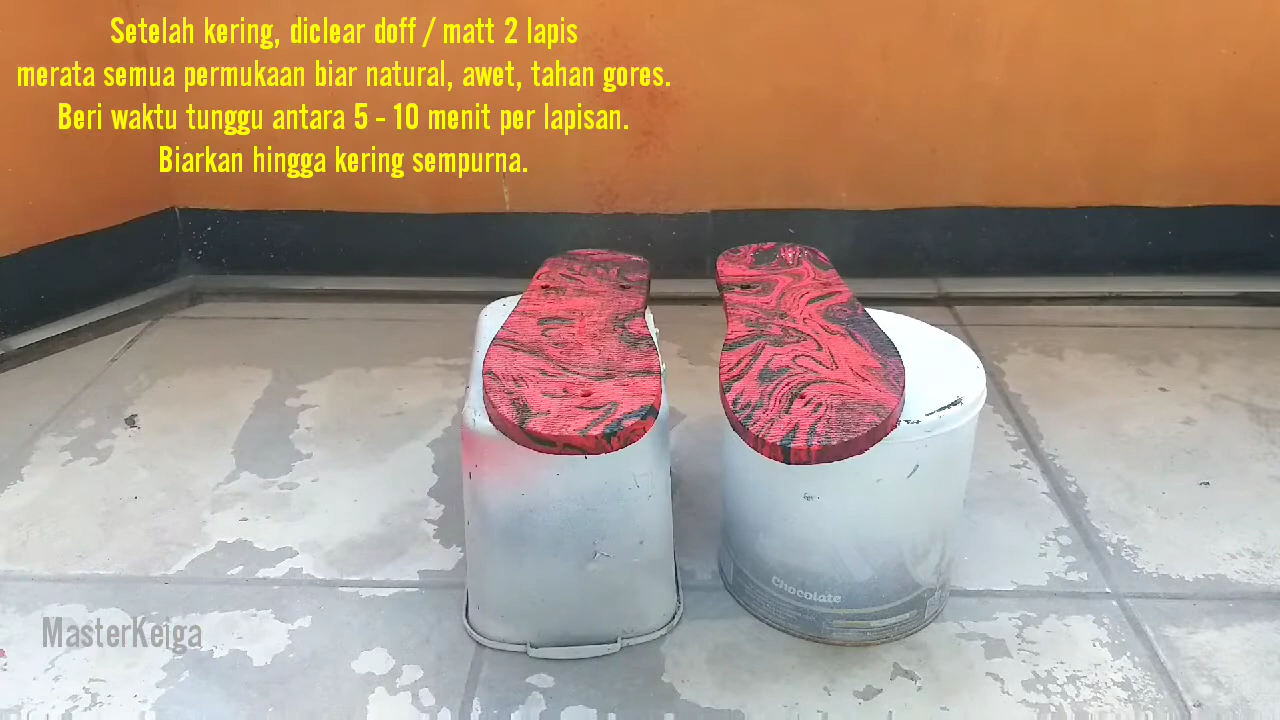 Setelah kering, diclear doff / matt 2 lapis
merata semua permukaan biar natural, awet, tahan gores.
Beri waktu tunggu antara 5 - 10 menit per lapisan.
Biarkan hingga kering sempurna.
Chocolate
MasterKeiga